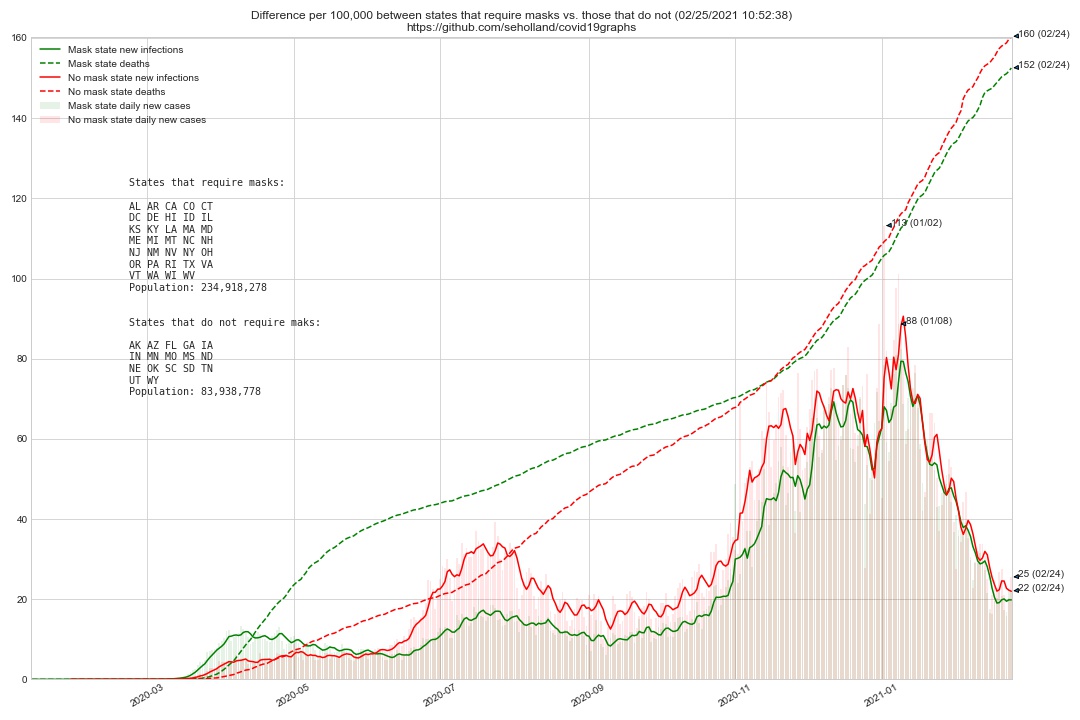 Difference per 100,000 between states that require masks vs. those that do not (02/25/2021 10:52:38)
https://github.com/seholland/covid19graphs
Mask state new infections
Mask state deaths
No mask state new infections
No mask state deaths
Mask state daily new cases
No mask state daily new cases
160
140
120
100
80
60
40
20
0
States that require masks:
AL AR CA CO CT
DC DE HI ID IL
KS KY LA MA MD
ME MI MT NC NH
NJ NM NV NY OH
OR PA RI TX VA
VT WA WI WV
Population: 234,918,278
States that do not require maks:
AK AZ FL GA IA
IN MN MO MS ND
NE OK SC SD TN
UT WY
Population: 83,938,778
160 (02/24)
152 (02/24)
113 (01/02)
88 (01/08)
25 (02/24)
22 (02/24)
2020-03
2020-05
2020-07
2020-09
2020-11
2021-01